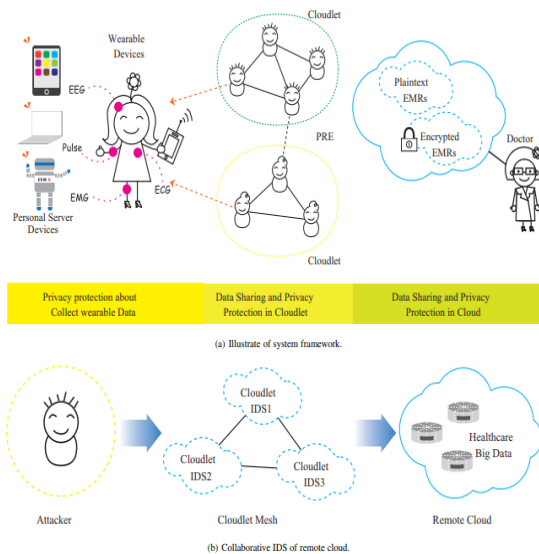 Cloudlet
Wearable
Devices
Plaintext
EMRs
EEG
PRE
Encrypted
EMRs
Doctor
Pulse
EMG
ECG
Personal Server
Devices
Cloudlet
Privacy protection about
Collect wearable Data
Data Sharing and Privacy
Protection in Cloudlet
Data Sharing and Privacy
Protection in Cloud
(a) Illustrate of system framework.
Cloudlet
IDS1
Cloudlet
IDS2
Cloudlet
IDS3
Healthcare
Big Data
Attacker
Cloudlet Mesh
Remote Cloud
(b) Collaborative IDS of remote cloud.